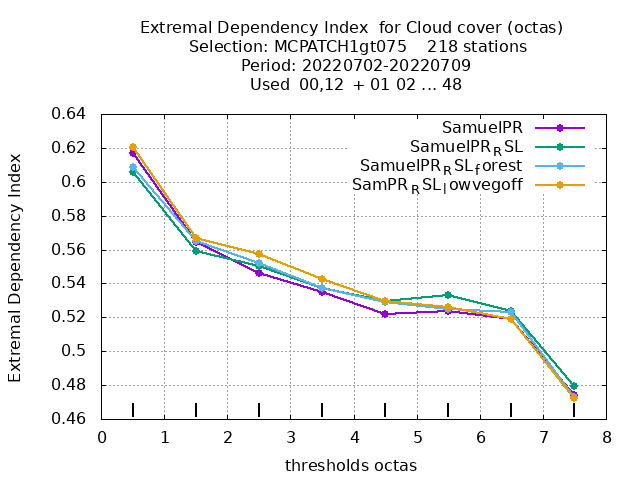 Extremal Dependency Index  for Cloud cover (octas)
Selection: MCPATCH1gt075    218 stations
Period: 20220702-20220709
Used  00,12  + 01 02 ... 48
Extremal Dependency Index
0.64
0.62
0.6
0.58
0.56
0.54
0.52
0.5
0.48
0.46
SamuelPR
SamuelPR_RSL
SamuelPR_RSL_forest
SamPR_RSL_lowvegoff
0 1 2 3 4 5 6 7 8
thresholds octas